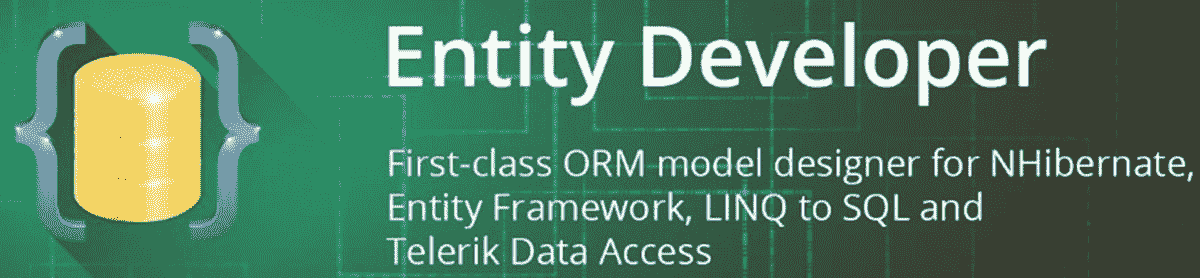 Entity Developer
First-class ORM model designer for NHibernate,
Entity Framework, LINQ to SQL and
Telerik Data Access